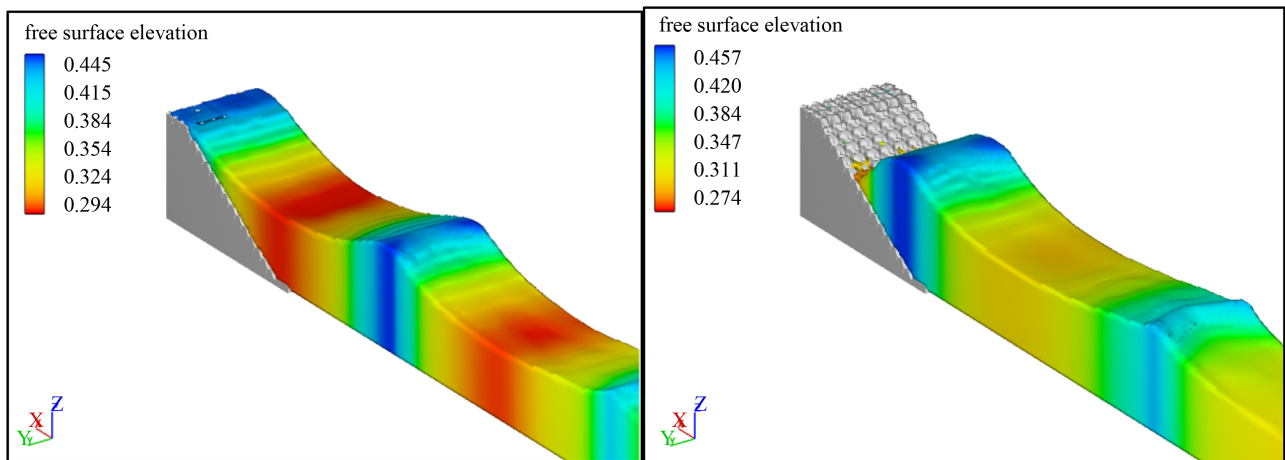 free surface elevation
0.445
0.415
0.384
0.354
0.324
0.294
Z
X
Y
free surface elevation
0.457
0.420
0.384
0.347
0.311
0.274
Z
X
Y